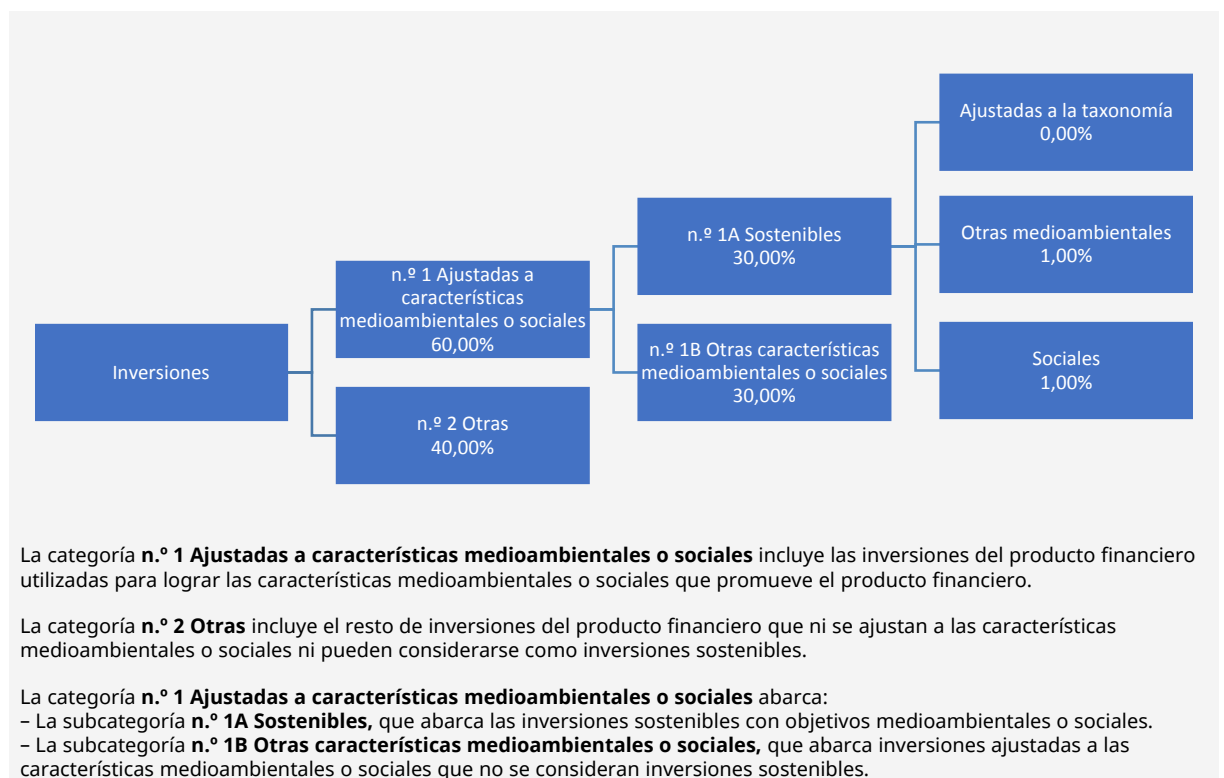 Inversiones
n.º 1 Ajustadas a
características
medioambientales o sociales
60,00%
n.º 2 Otras
40,00%
n.º 1A Sostenibles
30,00%
n.º 1B Otras características
medioambientales o sociales
30,00%
Ajustadas a la taxonomía
0,00%
Otras medioambientales
1,00%
Sociales
1,00%
La categoría n.º 1 Ajustadas a características medioambientales o sociales incluye las inversiones del producto financiero
utilizadas para lograr las características medioambientales o sociales que promueve el producto financiero.
La categoría n.º 2 Otras incluye el resto de inversiones del producto financiero que ni se ajustan a las características
medioambientales o sociales ni pueden considerarse como inversiones sostenibles.
La categoría n.º 1 Ajustadas a características medioambientales o sociales abarca:
– La subcategoría n.º 1A Sostenibles, que abarca las inversiones sostenibles con objetivos medioambientales o sociales.
– La subcategoría n.º 1B Otras características medioambientales o sociales, que abarca inversiones ajustadas a las
características medioambientales o sociales que no se consideran inversiones sostenibles.